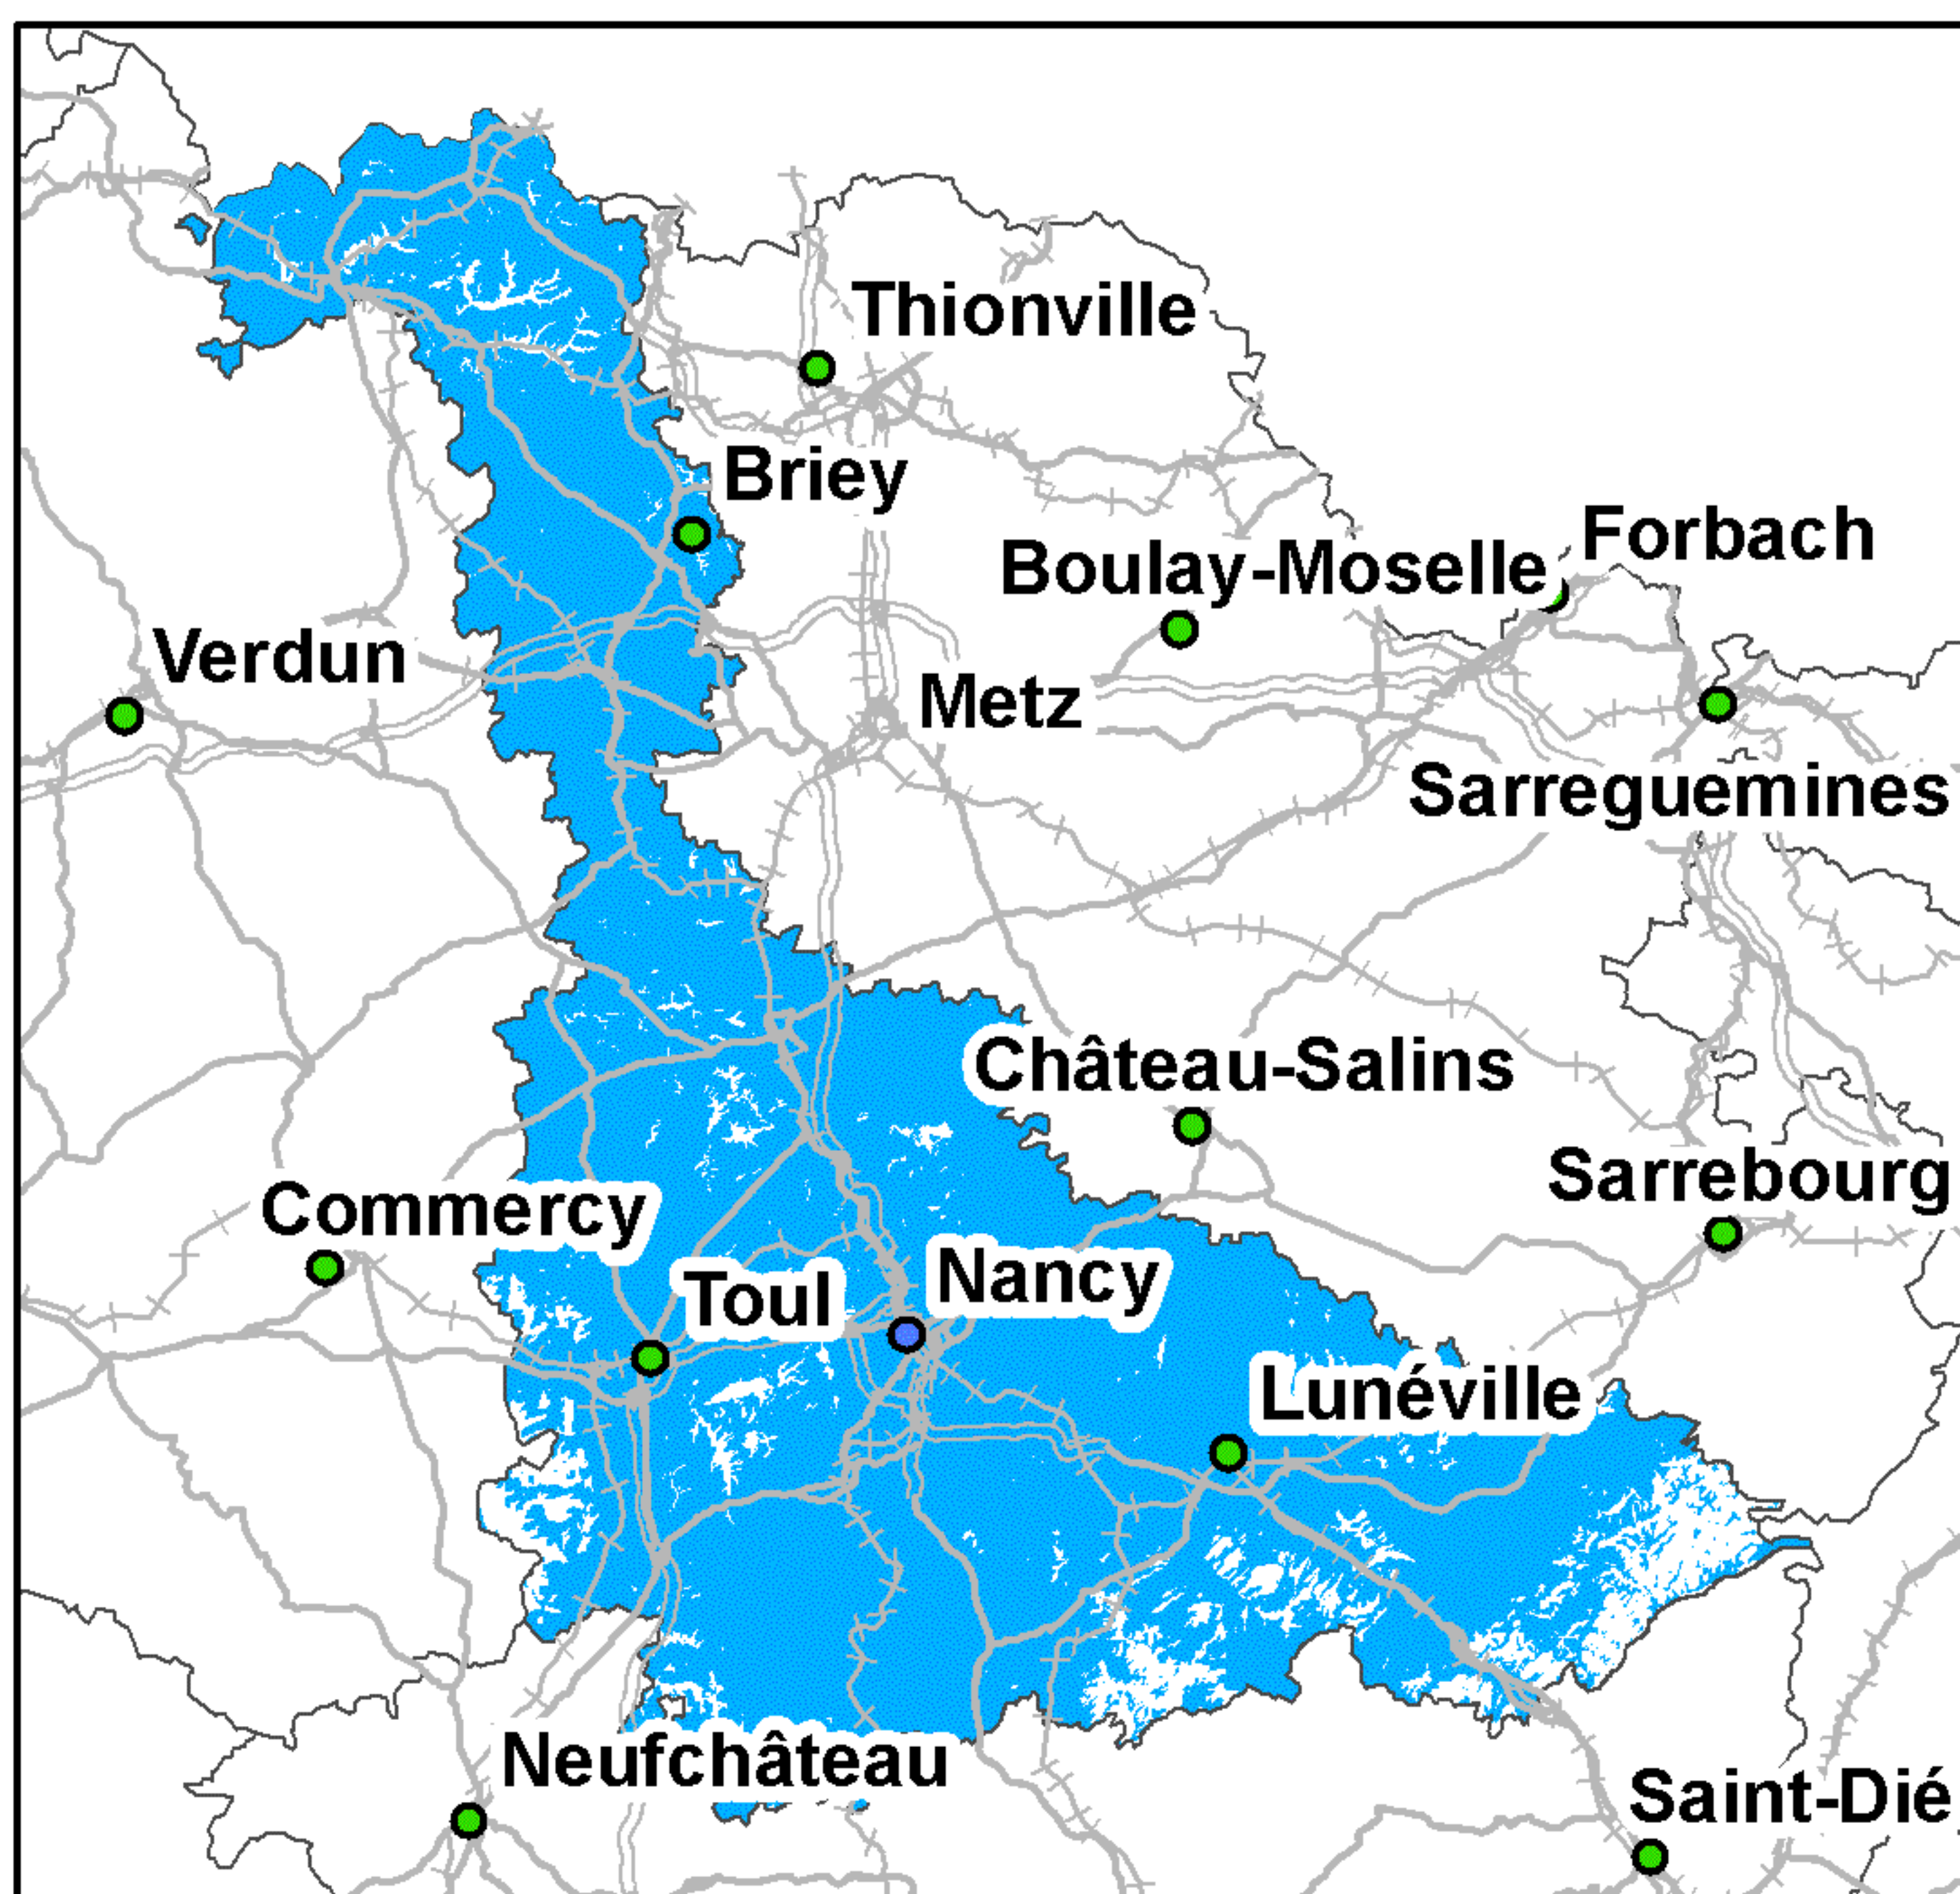 Thionville
Briey
Forbach
Boulay-Moselle
Verdun
Metz
Sarreguemines
Château-Salins
Sarrebourg
Commercy
Nancy
Toul
Lunéville
Neufchâteau
Saint-Dié